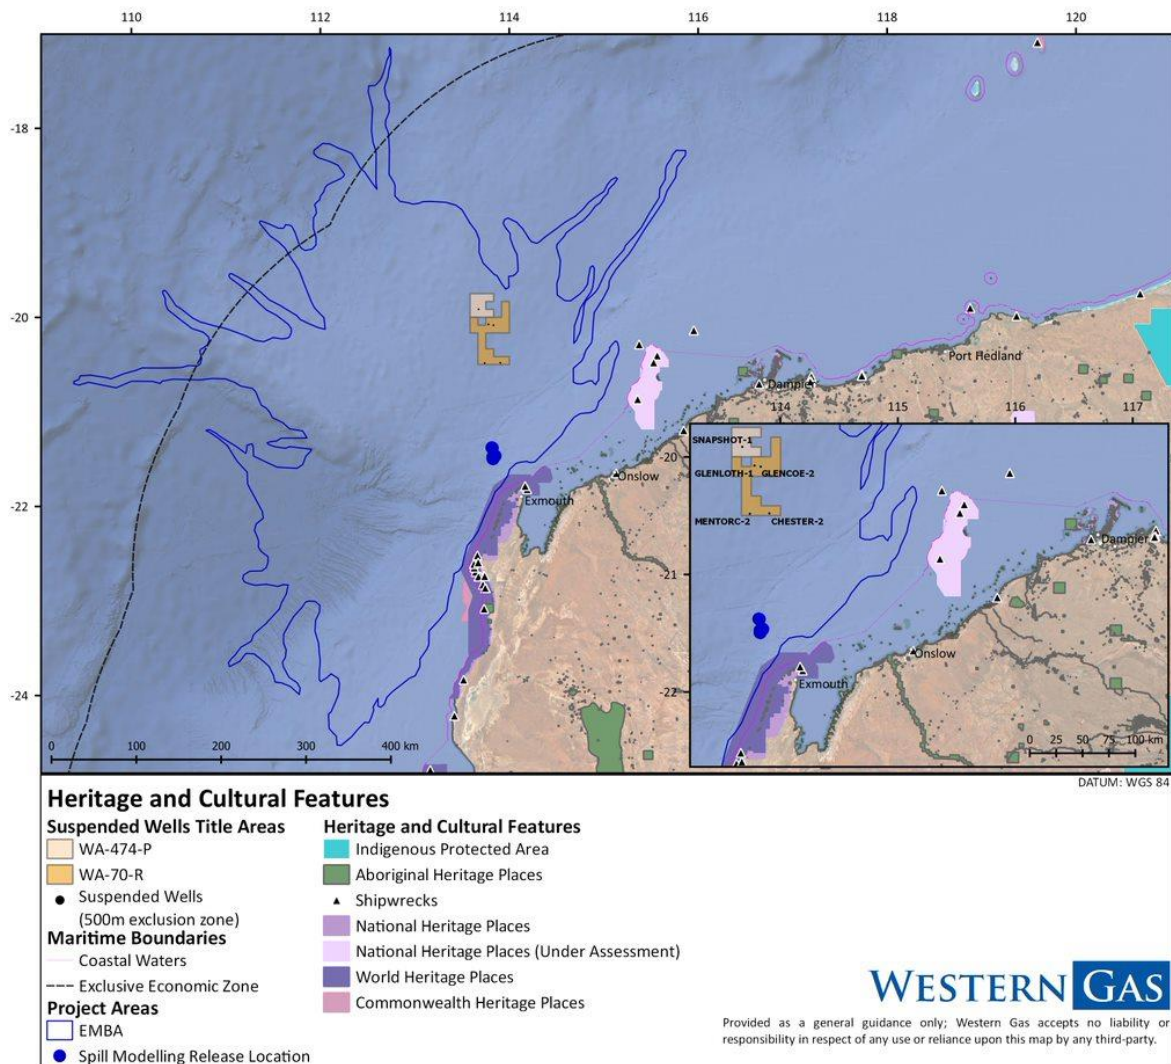 110 112 114 116 118 120
-18
-20
-22
-24
Port Hedland
Dampier
Onslow
Exmouth
0 100 200 300 400 km
114 115 116 117
-20
-21
-22
SNAPSHOT-1
GLENLOTH-1 GLENCOE-2
MENTORC-2 CHESTER-2
Dampier
Onslow
Exmouth
0 25 50 75 100 km
DATUM: WGS 84
Heritage and Cultural Features
Suspended Wells Title Areas
WA-474-P
WA-70-R
Suspended Wells
(500m exclusion zone)
Maritime Boundaries
Coastal Waters
Exclusive Economic Zone
Project Areas
EMBA
Spill Modelling Release Location
Heritage and Cultural Features
Indigenous Protected Area
Aboriginal Heritage Places
Shipwrecks
National Heritage Places
National Heritage Places (Under Assessment)
World Heritage Places
Commonwealth Heritage Places
WESTERN GAS
Provided as a general guidance only; Western Gas accepts no liability or
responsibility in respect of any use or reliance upon this map by any third-party.